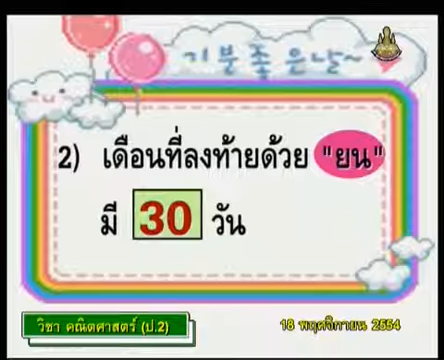 기분 좋은 날~
2) เดือนที่ลงท้ายด้วย "ยน"
มี 30 วัน
วิชา คณิตศาสตร์ (ป.2)
18 พฤศจิกายน 2554